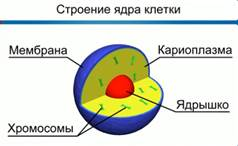 Строение ядра клетки
Мембрана
Кариоплазма
Ядрышко
Хромосомы